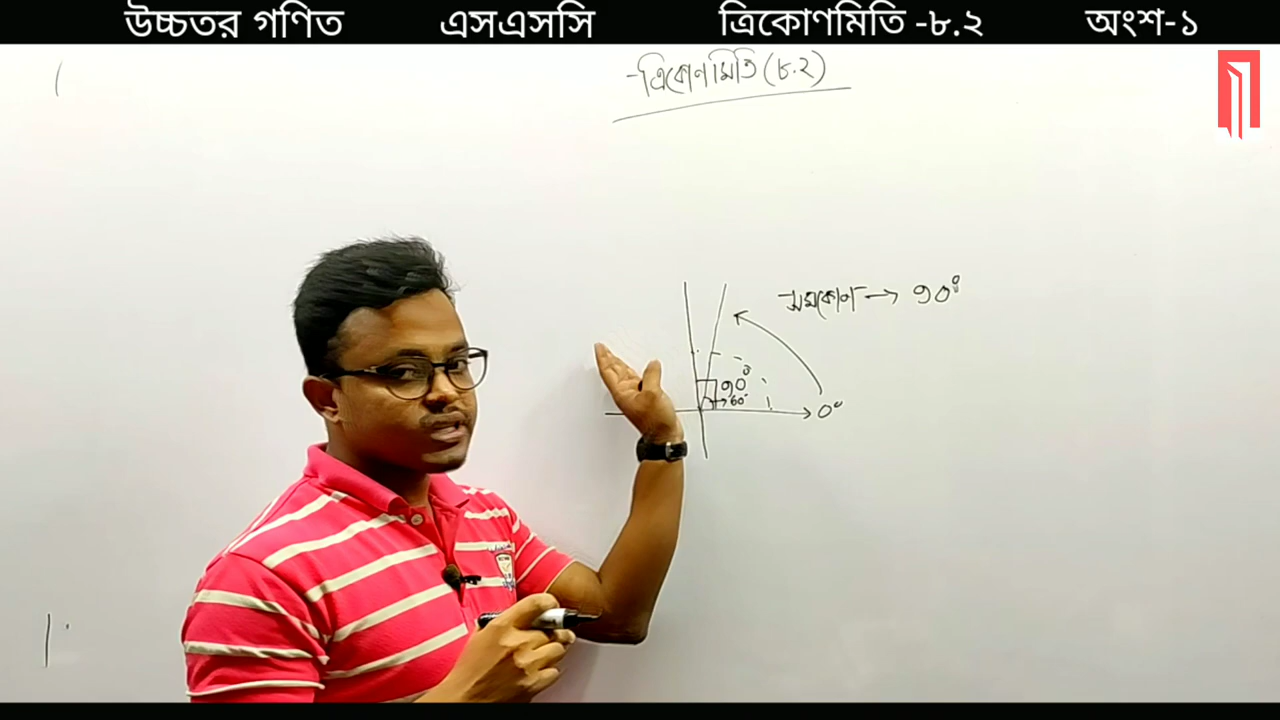 উচ্চতর গণিত এসএসসি ত্রিকোণমিতি -৮.২ অংশ-১
ত্রিকোণমিতি (৮.২)
সমকোণ → 90°
90°
60°
0°